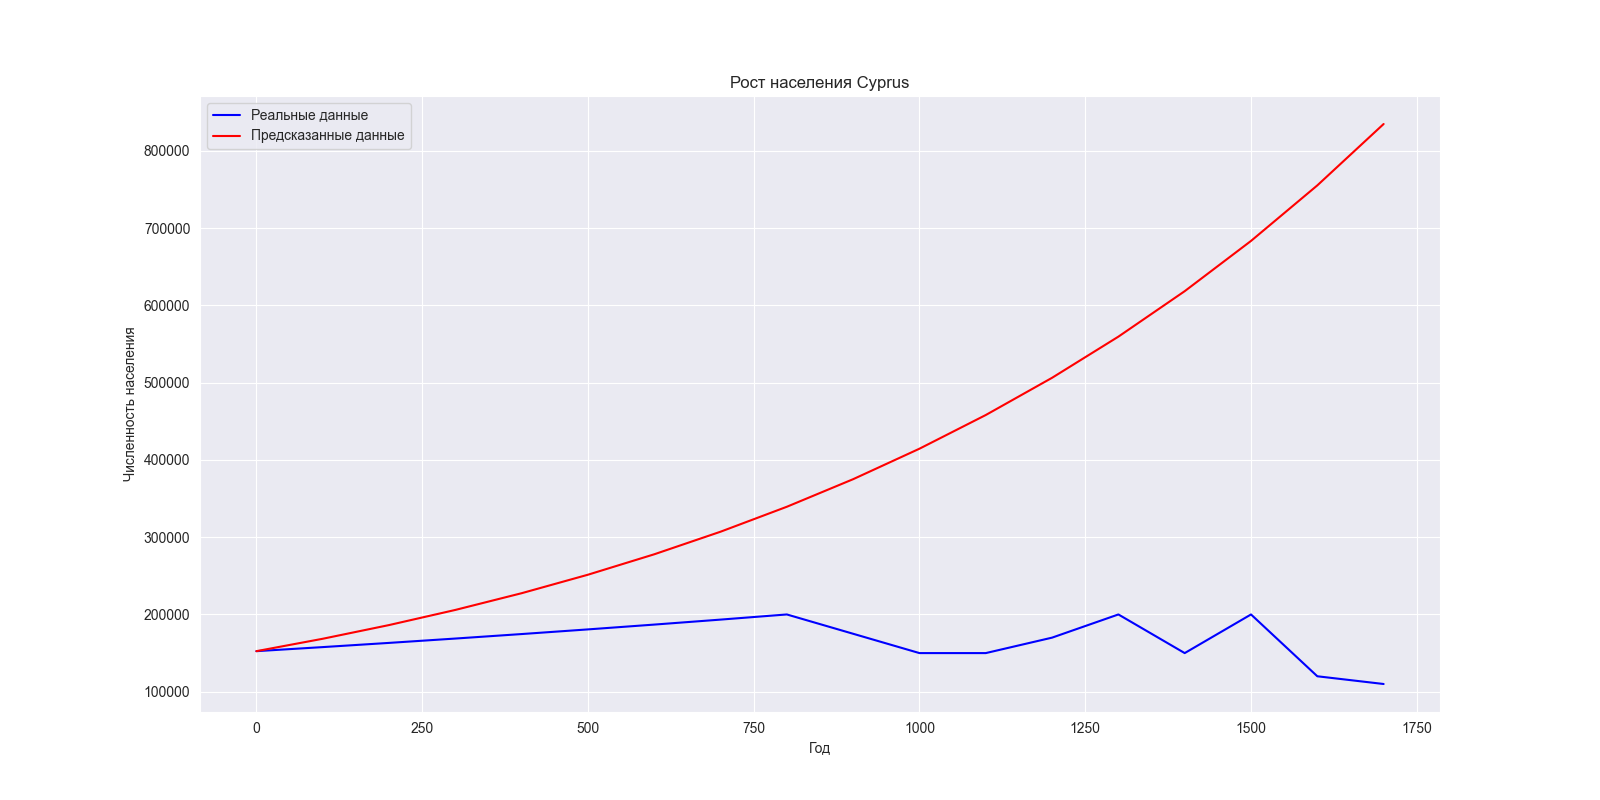 Рост населения Cyprus
Реальные данные
Предсказанные данные
800000
700000
600000
500000
400000
300000
200000
100000
Численность населения
0 250 500 750 1000 1250 1500 1750
Год